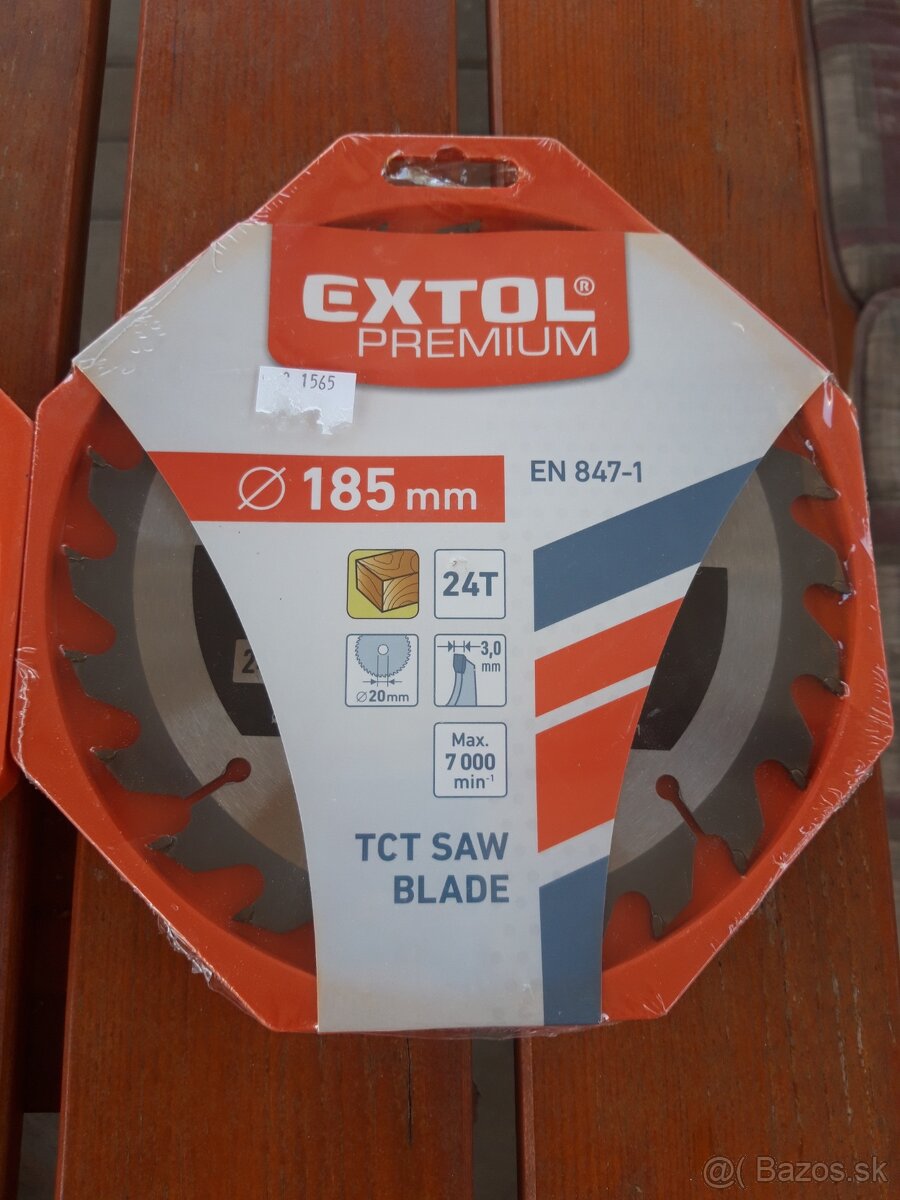 EXTOL®
PREMIUM
1565
Ø 185 mm
EN 847-1
24T
Ø20mm
3,0
mm
Max.
7 000
min⁻¹
TCT SAW
BLADE
@( Bazos.sk